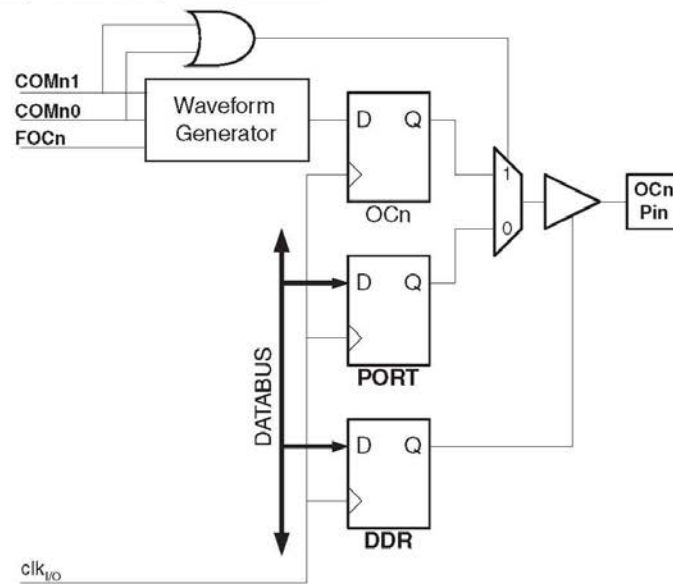 COMn1
COMn0
FOCn
Waveform
Generator
D Q
OCn
1
0
OCn
Pin
D Q
PORT
DATABUS
D Q
DDR
clkI/O